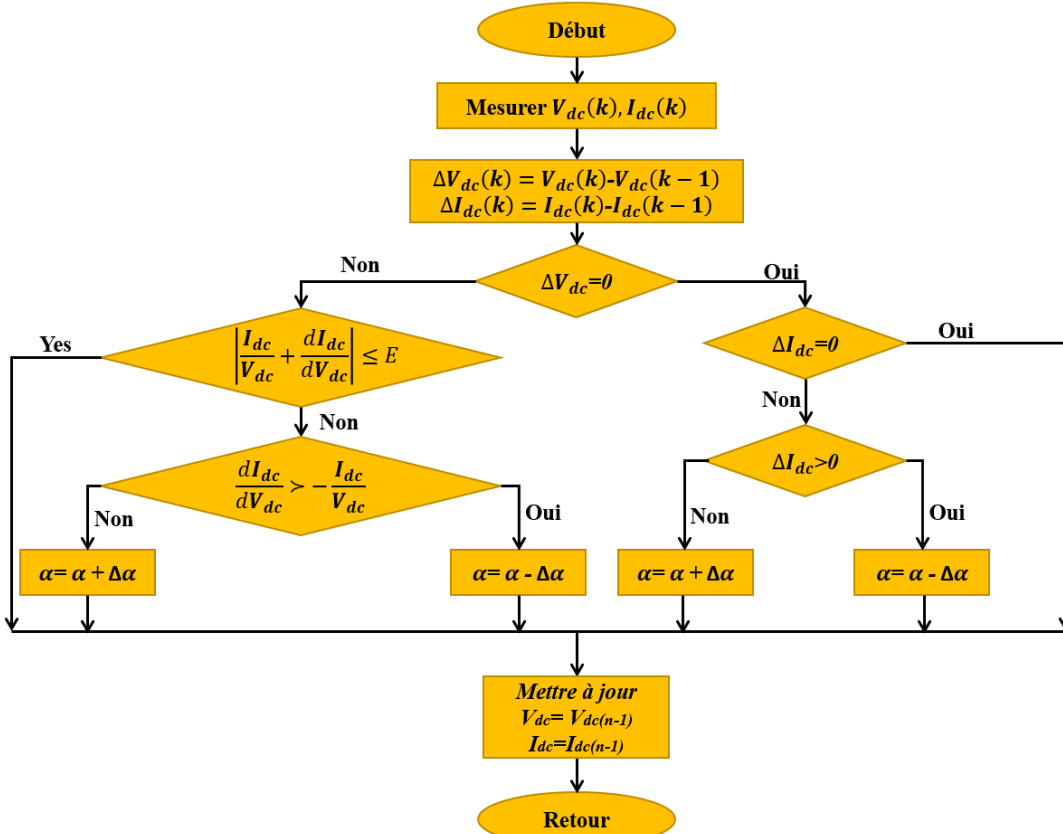 Début
Mesurer V_dc(k), I_dc(k)
ΔV_dc(k) = V_dc(k)-V_dc(k − 1)
ΔI_dc(k) = I_dc(k)-I_dc(k − 1)
Non
ΔV_dc=0
Oui
Yes
|I_dc/V_dc + dI_dc/dV_dc| ≤ E
ΔI_dc=0
Oui
Non
Non
dI_dc/dV_dc ≻ − I_dc/V_dc
ΔI_dc>0
Non
Oui
Non
Oui
α= α + Δα
α= α - Δα
α= α + Δα
α= α - Δα
Mettre à jour
V_dc= V_dc(n-1)
I_dc=I_dc(n-1)
Retour